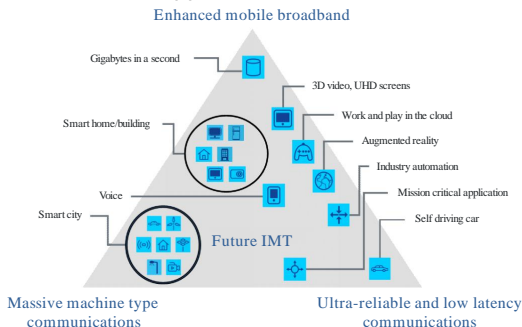 Enhanced mobile broadband
Gigabytes in a second
3D video, UHD screens
Smart home/building
Work and play in the cloud
Augmented reality
Industry automation
Voice
Mission critical application
Smart city
Self driving car
Future IMT
Massive machine type
communications
Ultra-reliable and low latency
communications